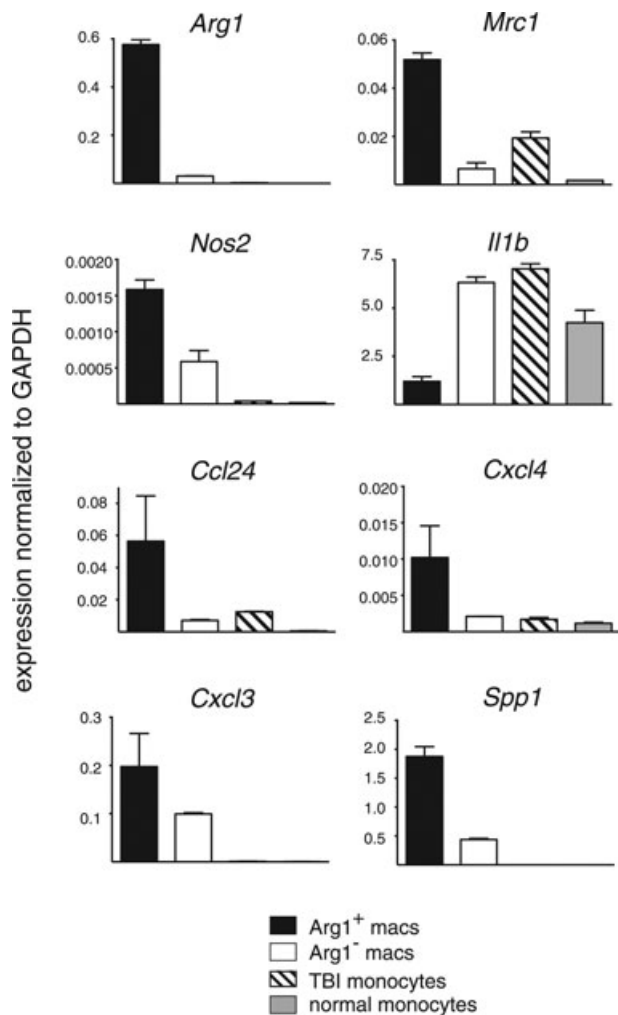 Arg1
0.6
0.4
0.2
Mrc1
0.06
0.04
0.02
Nos2
0.0020
0.0015
0.0010
0.0005
Il1b
7.5
5.0
2.5
expression normalized to GAPDH
Ccl24
0.08
0.06
0.04
0.02
Cxcl4
0.020
0.015
0.010
0.005
Cxcl3
0.3
0.2
0.1
Spp1
2.5
2.0
1.5
1.0
0.5
Arg1+ macs
Arg1- macs
TBI monocytes
normal monocytes